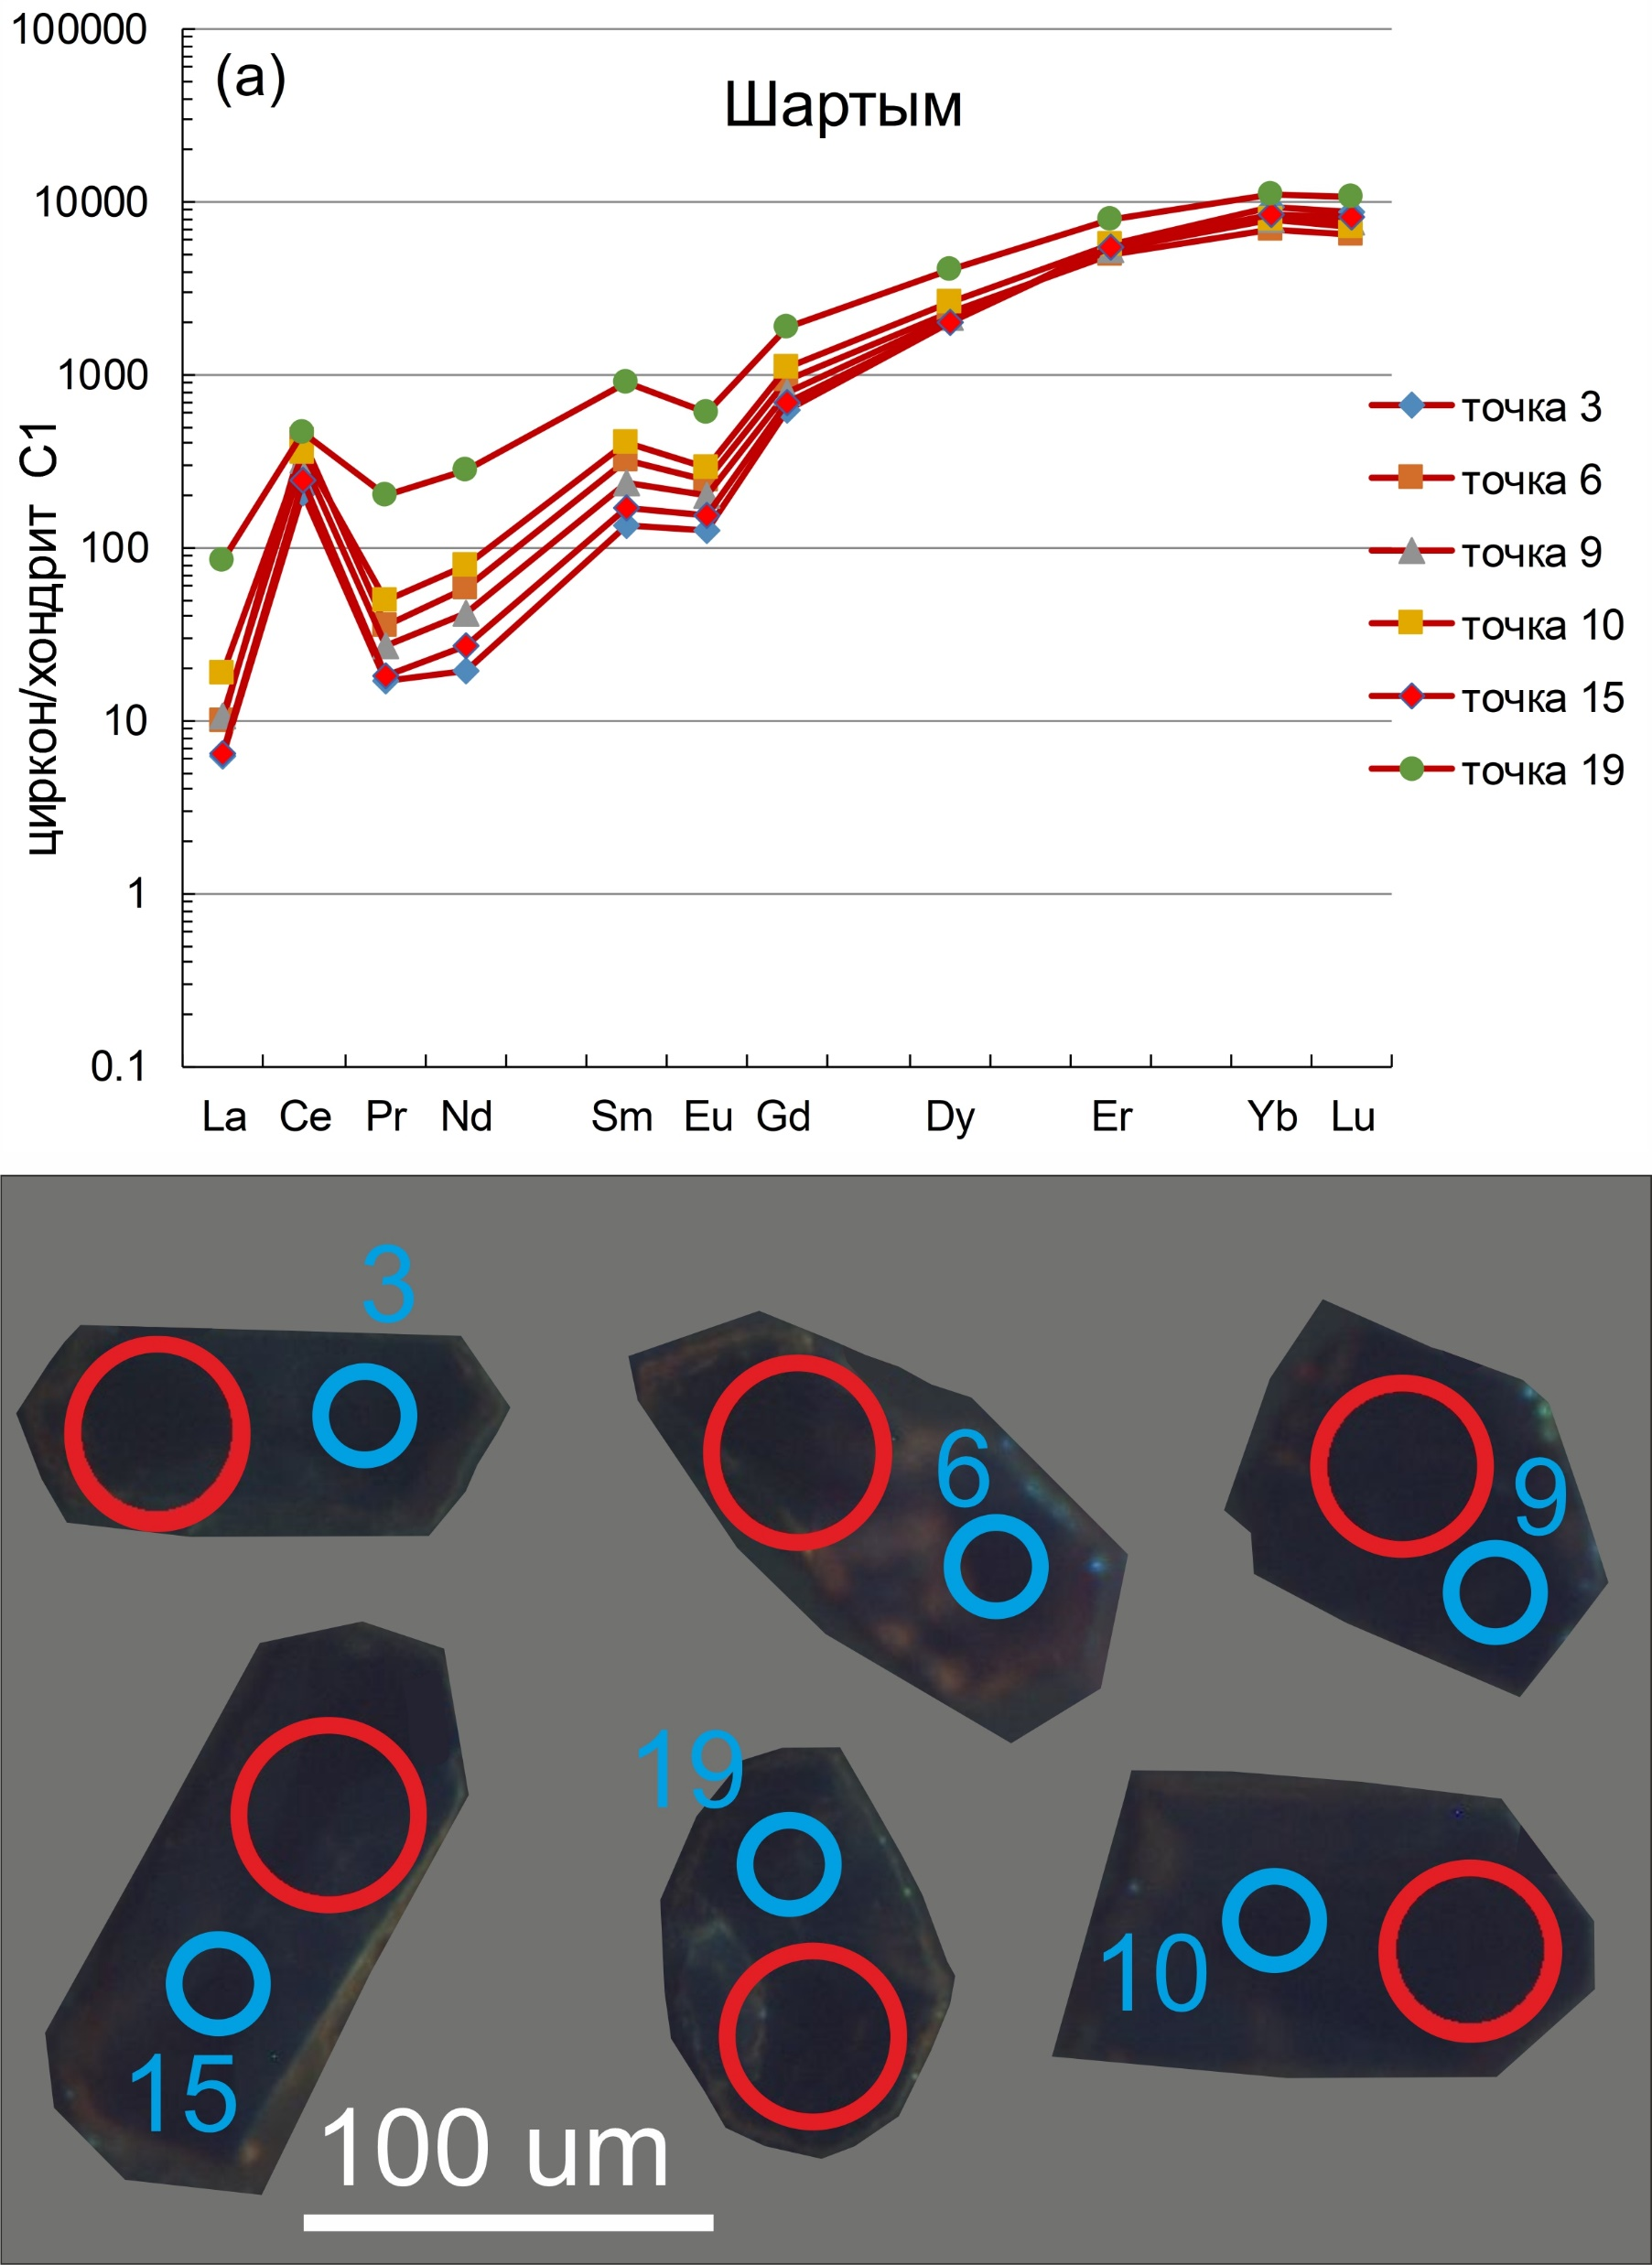 (а)
Шартым
100000
10000
1000
100
10
1
0.1
циркон/хондрит C1
La Ce Pr Nd Sm Eu Gd Dy Er Yb Lu
точка 3
точка 6
точка 9
точка 10
точка 15
точка 19
3
6
9
19
10
15
100 um